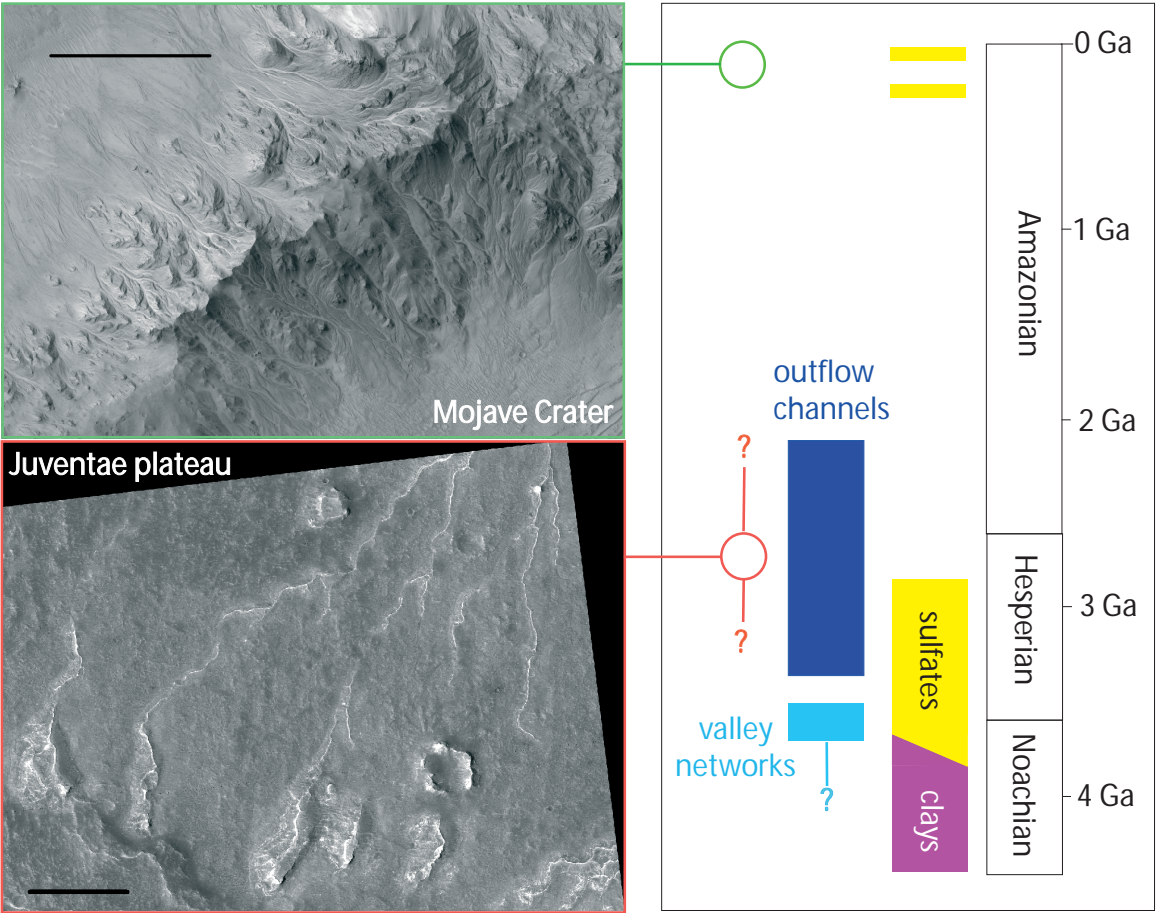 Mojave Crater
Juventae plateau
outflow
channels
?
?
valley
networks
?
sulfates
clays
Amazonian
Hesperian
Noachian
0 Ga
1 Ga
2 Ga
3 Ga
4 Ga